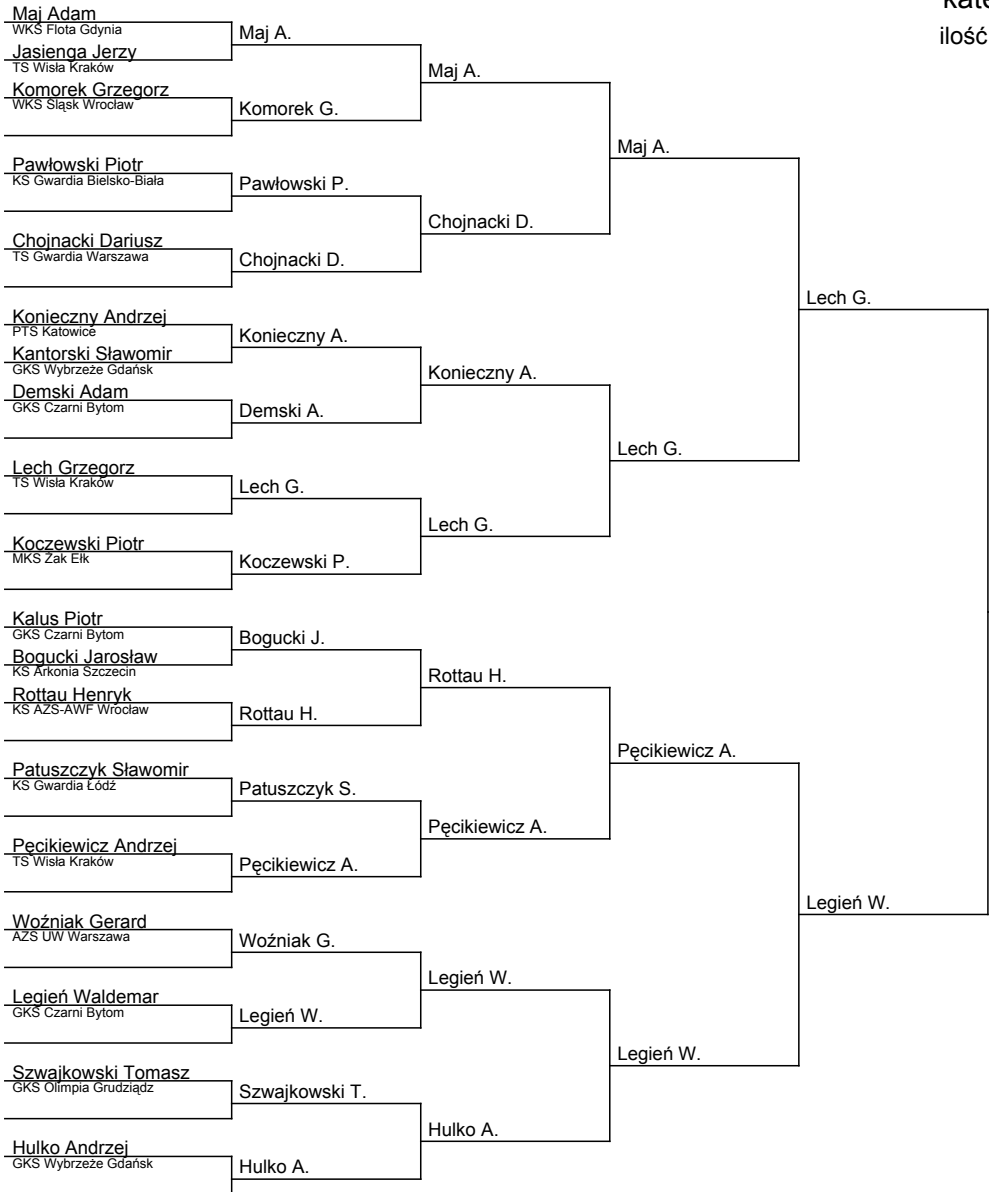 kate
ilość
Maj Adam
WKS Flota Gdynia
Jasienga Jerzy
TS Wisła Kraków
Komorek Grzegorz
WKS Śląsk Wrocław
Pawłowski Piotr
KS Gwardia Bielsko-Biała
Chojnacki Dariusz
TS Gwardia Warszawa
Konieczny Andrzej
PTS Katowice
Kantorski Sławomir
GKS Wybrzeże Gdańsk
Demski Adam
GKS Czarni Bytom
Lech Grzegorz
TS Wisła Kraków
Koczewski Piotr
MKS Żak Ełk
Kalus Piotr
GKS Czarni Bytom
Bogucki Jarosław
KS Arkonia Szczecin
Rottau Henryk
KS AZS-AWF Wrocław
Patuszczyk Sławomir
KS Gwardia Łódź
Pęcikiewicz Andrzej
TS Wisła Kraków
Woźniak Gerard
AZS UW Warszawa
Legień Waldemar
GKS Czarni Bytom
Szwajkowski Tomasz
GKS Olimpia Grudziądz
Hulko Andrzej
GKS Wybrzeże Gdańsk
Maj A.
Komorek G.
Pawłowski P.
Chojnacki D.
Konieczny A.
Demski A.
Lech G.
Koczewski P.
Bogucki J.
Rottau H.
Patuszczyk S.
Pęcikiewicz A.
Woźniak G.
Legień W.
Szwajkowski T.
Hulko A.
Maj A.
Chojnacki D.
Konieczny A.
Lech G.
Rottau H.
Pęcikiewicz A.
Legień W.
Hulko A.
Maj A.
Lech G.
Pęcikiewicz A.
Legień W.
Lech G.
Legień W.